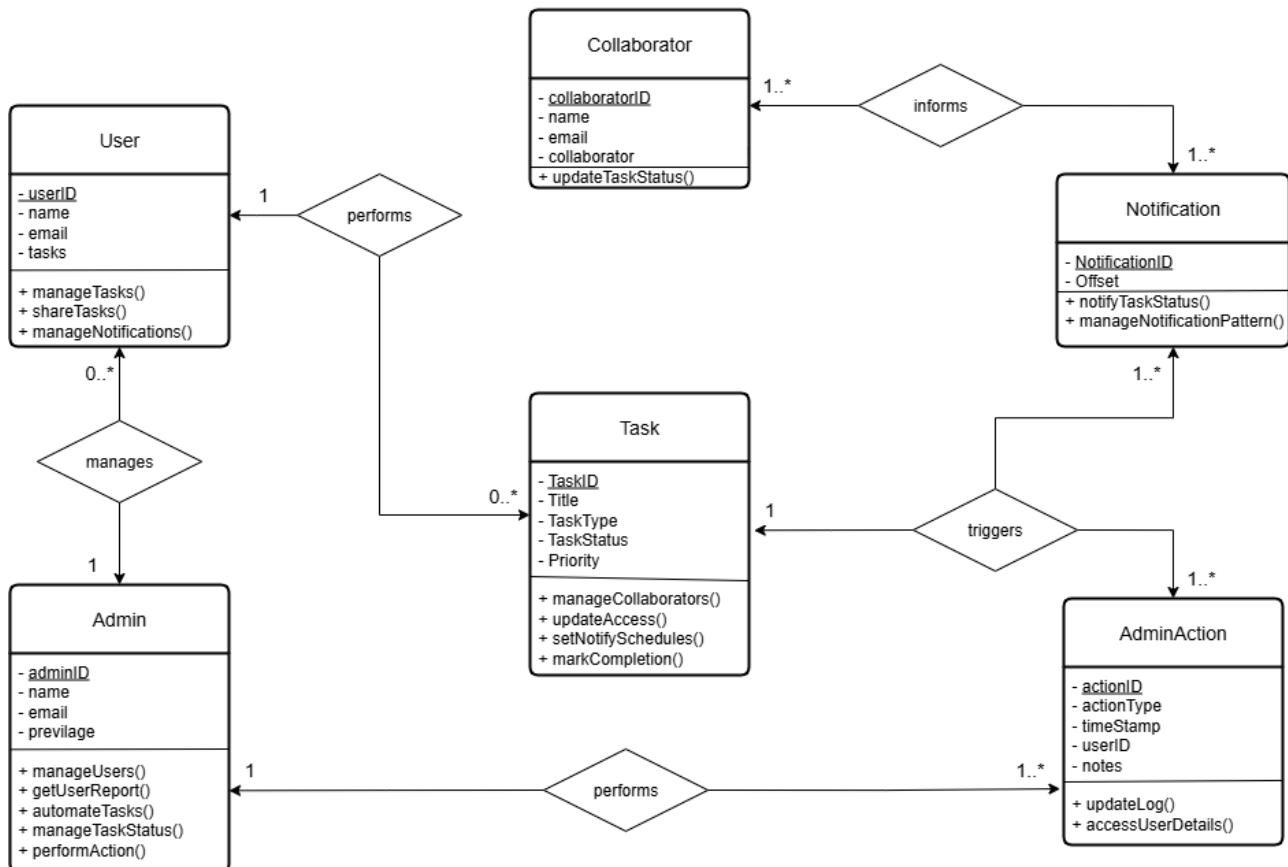 Collaborator
- collaboratorID
- name
- email
- collaborator
+ updateTaskStatus()
1..*
informs
1..*
User
- userID
- name
- email
- tasks
+ manageTasks()
+ shareTasks()
+ manageNotifications()
1
performs
Notification
- NotificationID
- Offset
+ notifyTaskStatus()
+ manageNotificationPattern()
0..*
manages
1
1..*
Task
- TaskID
- Title
- TaskType
- TaskStatus
- Priority
+ manageCollaborators()
+ updateAccess()
+ setNotifySchedules()
+ markCompletion()
0..*
1
triggers
1..*
Admin
- adminID
- name
- email
- previlage
+ manageUsers()
+ getUserReport()
+ automateTasks()
+ manageTaskStatus()
+ performAction()
1
performs
1..*
AdminAction
- actionID
- actionType
- timeStamp
- userID
- notes
+ updateLog()
+ accessUserDetails()